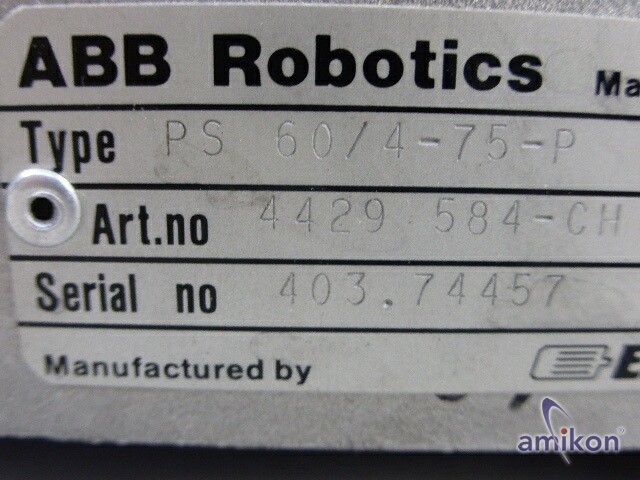 ABB Robotics Ma
Type PS 60/4-75-P
Art.no 4429 584-CH
Serial no 403.74457
Manufactured by E
amikon®